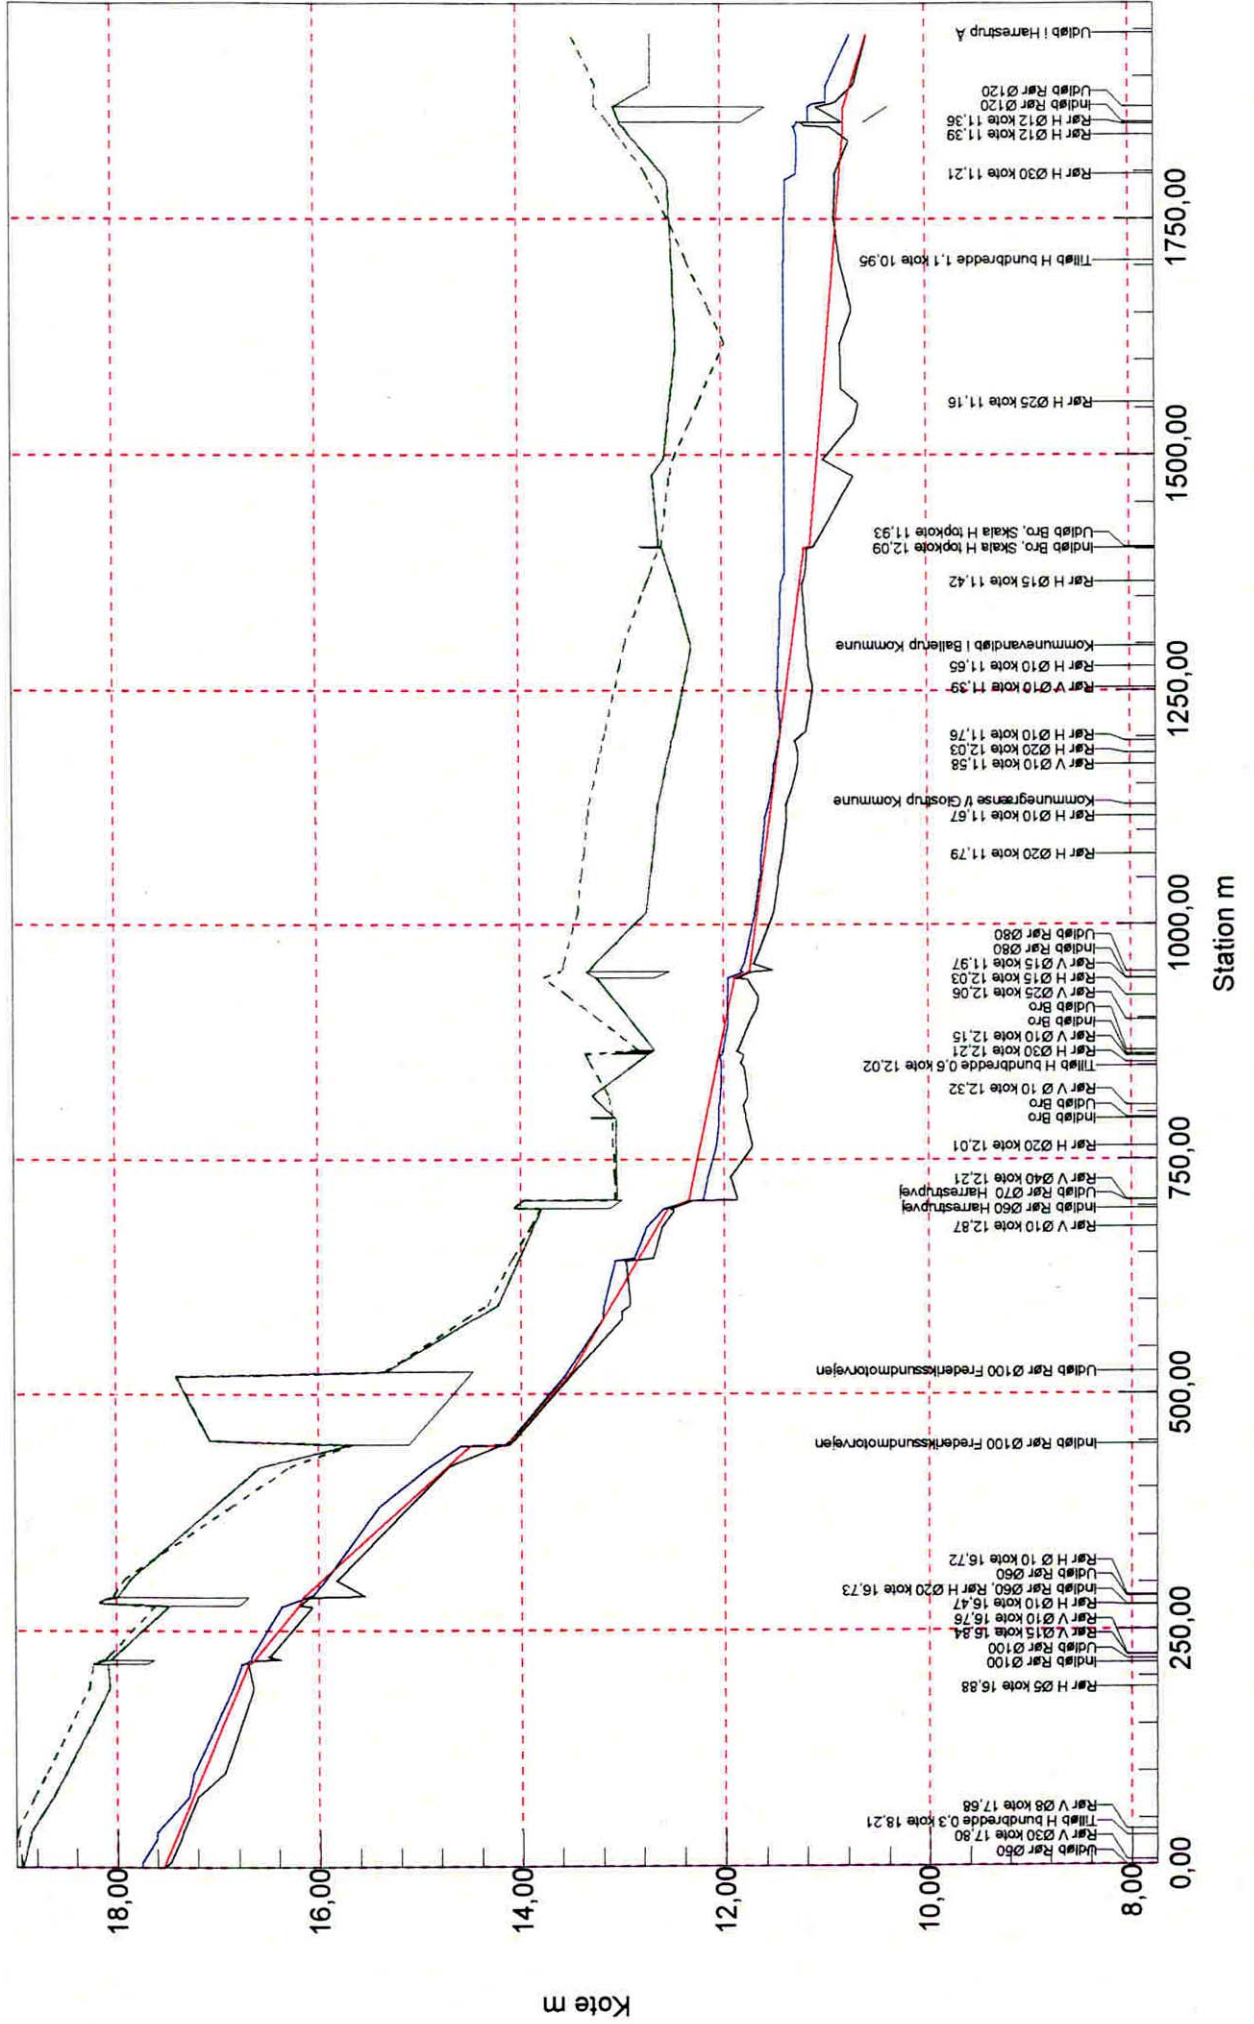 Kote m
18,00
16,00
14,00
12,00
10,00
8,00
0,00
250,00
500,00
750,00
1000,00
1250,00
1500,00
1750,00
Station m
Udløb Rør Ø60
Rør V Ø30 kote 17,80
Tilløb H bundbredde 0,3 kote 18,21
Rør V Ø8 kote 17,68
Rør H Ø5 kote 16,88
Indløb Rør Ø100
Udløb Rør Ø100
Rør V Ø15 kote 16,84
Rør V Ø10 kote 16,76
Rør H Ø10 kote 16,47
Indløb Rør Ø60, Rør H Ø20 kote 16,73
Udløb Rør Ø60
Rør H Ø 10 kote 16,72
Indløb Rør Ø100 Frederikssundmotorvejen
Udløb Rør Ø100 Frederikssundmotorvejen
Rør V Ø10 kote 12,87
Indløb Rør Ø60 Harrestrupvej
Udløb Rør Ø70 Harrestrupvej
Rør V Ø40 kote 12,21
Rør H Ø20 kote 12,01
Indløb Bro
Udløb Bro
Rør V Ø 10 kote 12,32
Tilløb H bundbredde 0,6 kote 12,02
Rør H Ø30 kote 12,21
Rør V Ø10 kote 12,15
Indløb Bro
Udløb Bro
Rør V Ø25 kote 12,06
Rør H Ø15 kote 12,03
Rør V Ø15 kote 11,97
Indløb Rør Ø80
Udløb Rør Ø80
Rør H Ø20 kote 11,79
Rør H Ø10 kote 11,67
Kommunegrænse t/ Glostrup Kommune
Rør V Ø10 kote 11,58
Rør H Ø20 kote 12,03
Rør H Ø10 kote 11,76
Rør V Ø10 kote 11,39
Rør H Ø10 kote 11,65
Kommunevandløb i Ballerup Kommune
Rør H Ø15 kote 11,42
Indløb Bro, Skala H topkote 12,09
Udløb Bro, Skala H topkote 11,93
Rør H Ø25 kote 11,16
Tilløb H bundbredde 1,1 kote 10,95
Rør H Ø30 kote 11,21
Rør H Ø12 kote 11,39
Rør H Ø12 kote 11,36
Indløb Rør Ø120
Udløb Rør Ø120
Udløb i Harrestrup Å